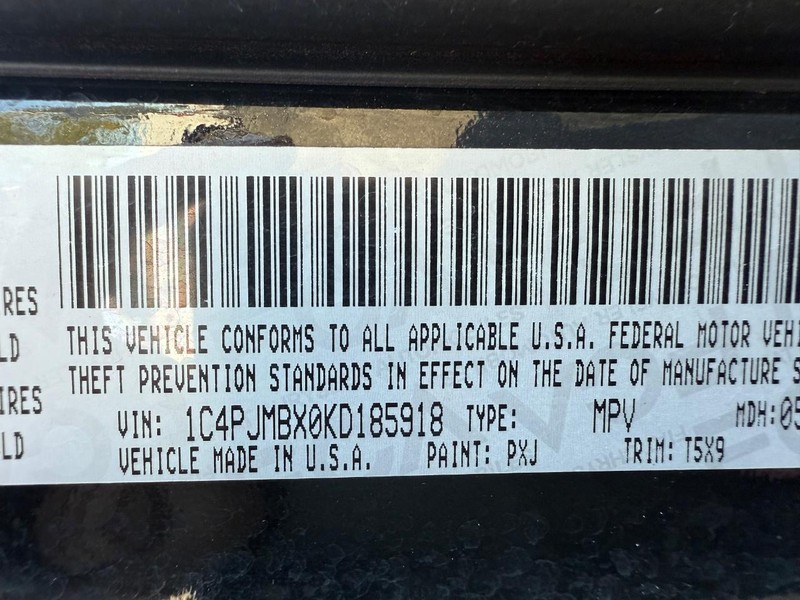 RES
THIS VEHICLE CONFORMS TO ALL APPLICABLE U.S.A. FEDERAL MOTOR VEHI
LD
THEFT PREVENTION STANDARDS IN EFFECT ON THE DATE OF MANUFACTURE S
IRES
VIN: 1C4PJMBX0KD185918 TYPE: MPV MDH:05
LD
VEHICLE MADE IN U.S.A. PAINT: PXJ TRIM: T5X9